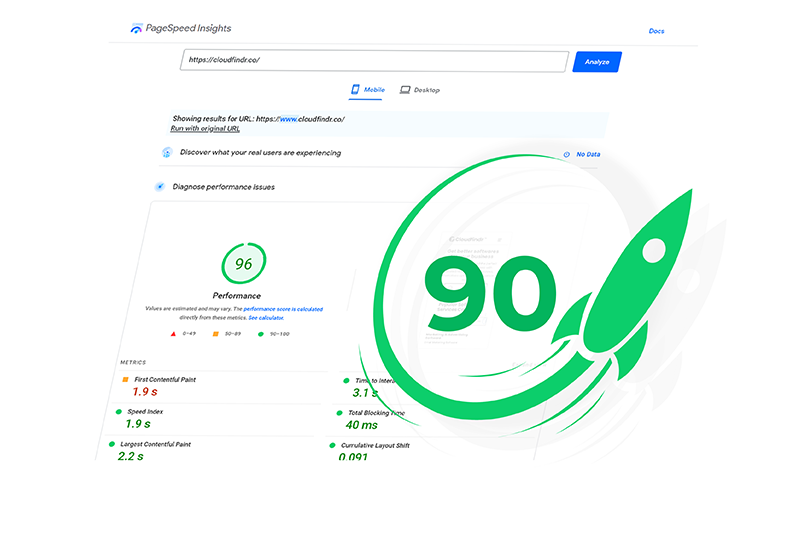 PageSpeed Insights
Docs
https://cloudfindr.co/
Analyze
Mobile
Desktop
Showing results for URL: https://www.cloudfindr.co/
Run with original URL
Discover what your real users are experiencing
No Data
Diagnose performance issues
96
Performance
Values are estimated and may vary. The performance score is calculated
directly from these metrics. See calculator.
0–49
50–89
90–100
90
Cloudfindr
METRICS
First Contentful Paint
1.9 s
Time to Intera
3.1 s
Speed Index
1.9 s
Total Blocking Time
40 ms
Largest Contentful Paint
2.2 s
Cumulative Layout Shift
0.091